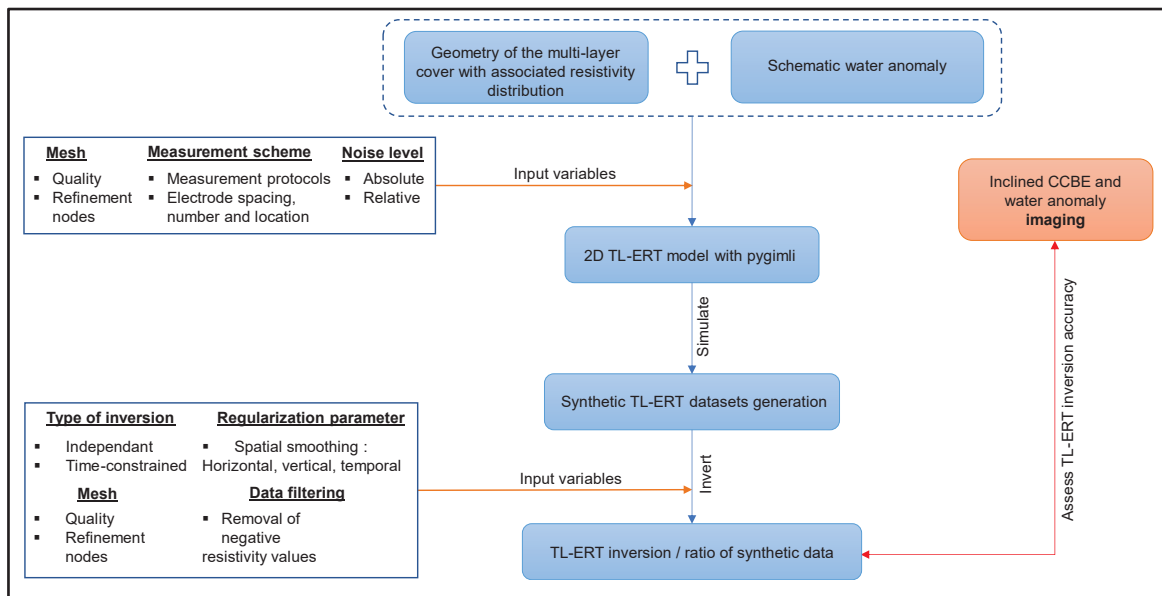 Geometry of the multi-layer
cover with associated resistivity
distribution
Schematic water anomaly
Mesh
▪ Quality
▪ Refinement
nodes
Measurement scheme
▪ Measurement protocols
▪ Electrode spacing,
number and location
Noise level
▪ Absolute
▪ Relative
Input variables
Inclined CCBE and
water anomaly
imaging
2D TL-ERT model with pygimli
Simulate
Assess TL-ERT inversion accuracy
Synthetic TL-ERT datasets generation
Type of inversion
▪ Independant
▪ Time-constrained
Regularization parameter
▪ Spatial smoothing :
Horizontal, vertical, temporal
Mesh
▪ Quality
▪ Refinement
nodes
Data filtering
▪ Removal of
negative
resistivity values
Input variables
Invert
TL-ERT inversion / ratio of synthetic data